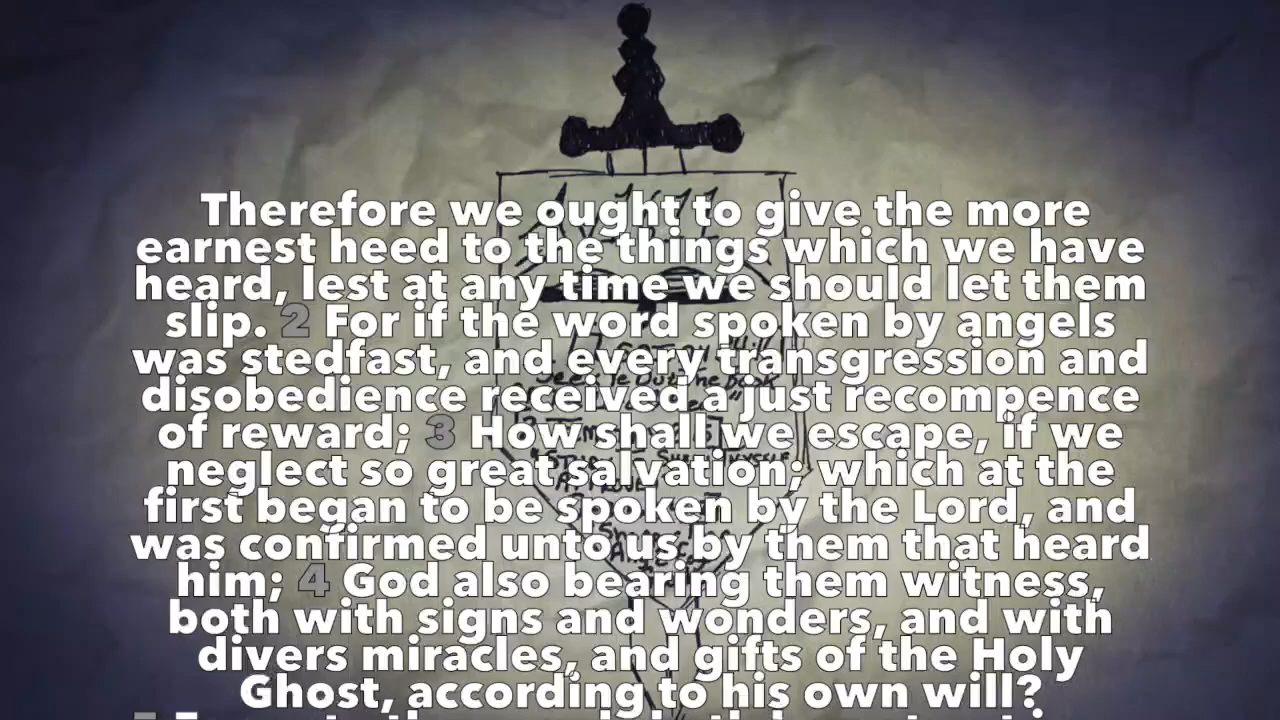 Therefore we ought to give the more
earnest heed to the things which we have
heard, lest at any time we should let them
slip. 2 For if the word spoken by angels
was stedfast, and every transgression and
disobedience received a just recompence
of reward; 3 How shall we escape, if we
neglect so great salvation; which at the
first began to be spoken by the Lord, and
was confirmed unto us by them that heard
him; 4 God also bearing them witness,
both with signs and wonders, and with
divers miracles, and gifts of the Holy
Ghost, according to his own will?